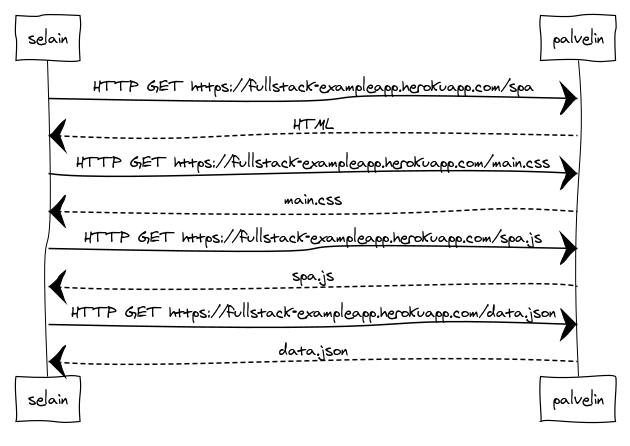 selain
palvelin
HTTP GET https://fullstack-exampleapp.herokuapp.com/spa
HTML
HTTP GET https://fullstack-exampleapp.herokuapp.com/main.css
main.css
HTTP GET https://fullstack-exampleapp.herokuapp.com/spa.js
spa.js
HTTP GET https://fullstack-exampleapp.herokuapp.com/data.json
data.json
selain
palvelin